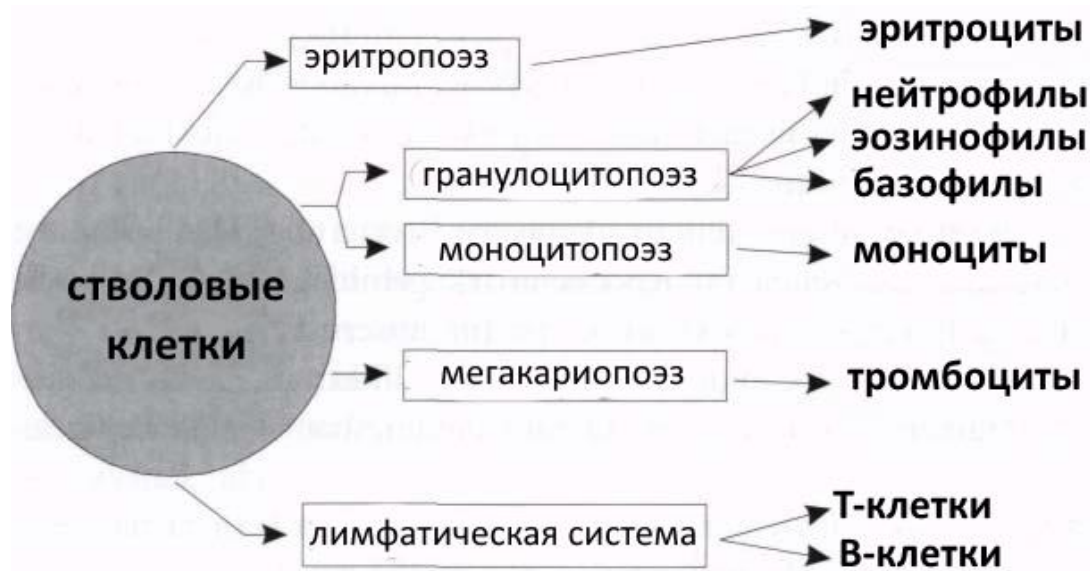 эритропоэз
эритроциты
гранулоцитопоэз
нейтрофилы
эозинофилы
базофилы
моноцитопоэз
моноциты
стволовые
клетки
мегакариопоэз
тромбоциты
лимфатическая система
Т-клетки
В-клетки